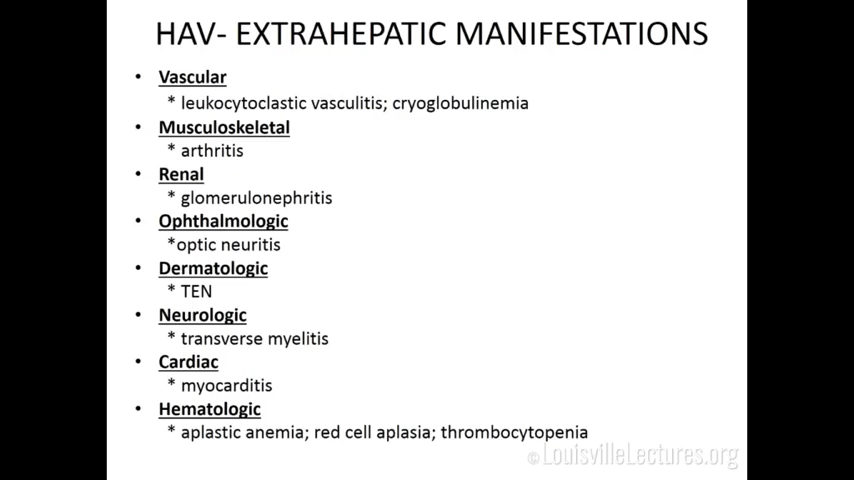 HAV- EXTRAHEPATIC MANIFESTATIONS
• Vascular
* leukocytoclastic vasculitis; cryoglobulinemia
• Musculoskeletal
* arthritis
• Renal
* glomerulonephritis
• Ophthalmologic
*optic neuritis
• Dermatologic
* TEN
• Neurologic
* transverse myelitis
• Cardiac
* myocarditis
• Hematologic
* aplastic anemia; red cell aplasia; thrombocytopenia
©LouisvilleLectures.org